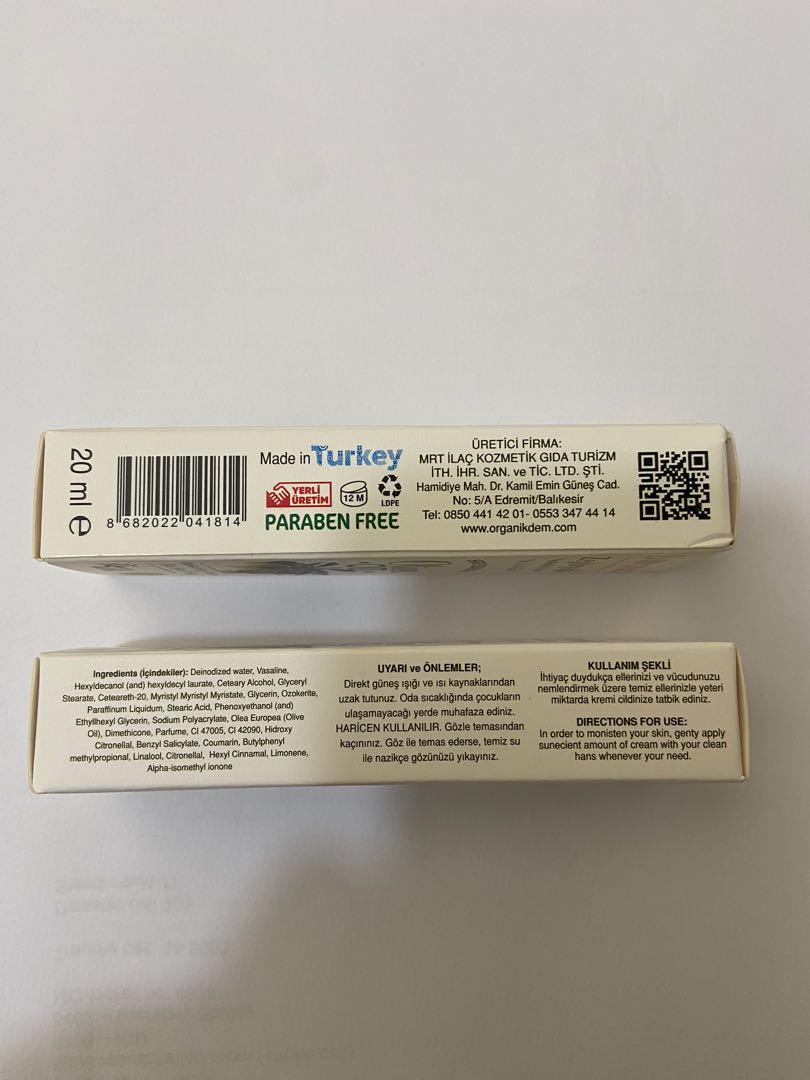 20 ml ℮
8 682022 041814
Made in Turkey
YERLİ
ÜRETİM
12 M
LDPE
PARABEN FREE
ÜRETİCİ FİRMA:
MRT İLAÇ KOZMETİK GIDA TURİZM
İTH. İHR. SAN. ve TİC. LTD. ŞTİ.
Hamidiye Mah. Dr. Kamil Emin Güneş Cad.
No: 5/A Edremit/Balıkesir
Tel: 0850 441 42 01- 0553 347 44 14
www.organikdem.com
Ingredients (İçindekiler): Deinodized water, Vasaline,
Hexyldecanol (and) hexyldecyl laurate, Ceteary Alcohol, Glyceryl
Stearate, Ceteareth-20, Myristyl Myristyl Myristate, Glycerin, Ozokerite,
Paraffinum Liquidum, Stearic Acid, Phenoxyethanol (and)
Ethyllhexyl Glycerin, Sodium Polyacrylate, Olea Europea (Olive
Oil), Dimethicone, Parfume, CI 47005, CI 42090, Hidroxy
Citronellal, Benzyl Salicylate, Coumarin, Butylphenyl
methylpropional, Linalool, Citronellal, Hexyl Cinnamal, Limonene,
Alpha-isomethyl ionone
UYARI ve ÖNLEMLER;
Direkt güneş ışığı ve ısı kaynaklarından
uzak tutunuz. Oda sıcaklığında çocukların
ulaşamayacağı yerde muhafaza ediniz.
HARİCEN KULLANILIR. Gözle temasından
kaçınınız. Göz ile temas ederse, temiz su
ile nazikçe gözünüzü yıkayınız.
KULLANIM ŞEKLİ
İhtiyaç duydukça ellerinizi ve vücudunuzu
nemlendirmek üzere temiz ellerinizle yeteri
miktarda kremi cildinize tatbik ediniz.
DIRECTIONS FOR USE:
In order to monisten your skin, genty apply
sunecient amount of cream with your clean
hans whenever your need.